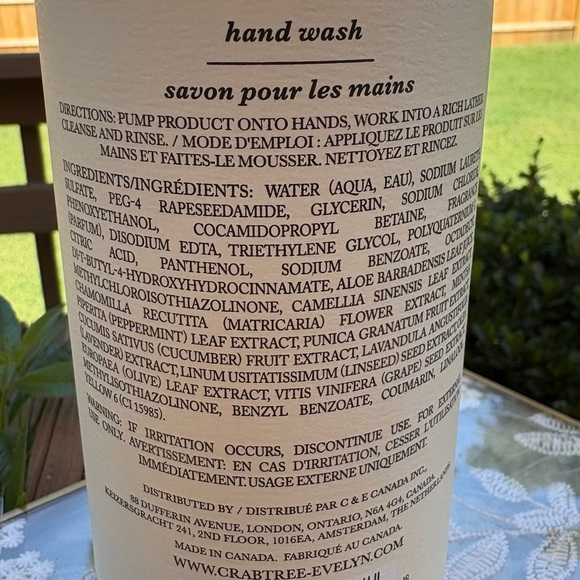 hand wash
savon pour les mains
DIRECTIONS: PUMP PRODUCT ONTO HANDS, WORK INTO A RICH LATHER,
CLEANSE AND RINSE. / MODE D'EMPLOI : APPLIQUEZ LE PRODUIT SUR LES
MAINS ET FAITES-LE MOUSSER. NETTOYEZ ET RINCEZ.
INGREDIENTS/INGRÉDIENTS: WATER (AQUA, EAU), SODIUM LAURETH
SULFATE, PEG-4 RAPESEEDAMIDE, GLYCERIN, SODIUM CHLORIDE,
PHENOXYETHANOL, COCAMIDOPROPYL BETAINE, FRAGRANCE
(PARFUM), DISODIUM EDTA, TRIETHYLENE GLYCOL, POLYQUATERNIUM
CITRIC ACID, PANTHENOL, SODIUM BENZOATE, OCTADECYL
DI-T-BUTYL-4-HYDROXYHYDROCINNAMATE, ALOE BARBADENSIS LEAF JUICE
METHYLCHLOROISOTHIAZOLINONE, CAMELLIA SINENSIS LEAF EXTRACT
CHAMOMILLA RECUTITA (MATRICARIA) FLOWER EXTRACT, MENTHA
PIPERITA (PEPPERMINT) LEAF EXTRACT, PUNICA GRANATUM FRUIT EXTRACT
CUCUMIS SATIVUS (CUCUMBER) FRUIT EXTRACT, LAVANDULA ANGUSTIFOLIA
(LAVENDER) EXTRACT, LINUM USITATISSIMUM (LINSEED) SEED EXTRACT,
EUROPAEA (OLIVE) LEAF EXTRACT, VITIS VINIFERA (GRAPE) SEED EXTRACT,
METHYLISOTHIAZOLINONE, BENZYL BENZOATE, COUMARIN, LINALOOL,
YELLOW 6 (CI 15985).
WARNING: IF IRRITATION OCCURS, DISCONTINUE USE. FOR EXTERNAL
USE ONLY. AVERTISSEMENT: EN CAS D'IRRITATION, CESSER L'UTILISATION
IMMÉDIATEMENT. USAGE EXTERNE UNIQUEMENT.
DISTRIBUTED BY / DISTRIBUÉ PAR C & E CANADA INC.,
88 DUFFERIN AVENUE, LONDON, ONTARIO, N6A 4G4, CANADA,
KEIZERSGRACHT 241, 2ND FLOOR, 1016EA, AMSTERDAM, THE NETHERLANDS
MADE IN CANADA. FABRIQUÉ AU CANADA.
WWW.CRABTREE-EVELYN.COM